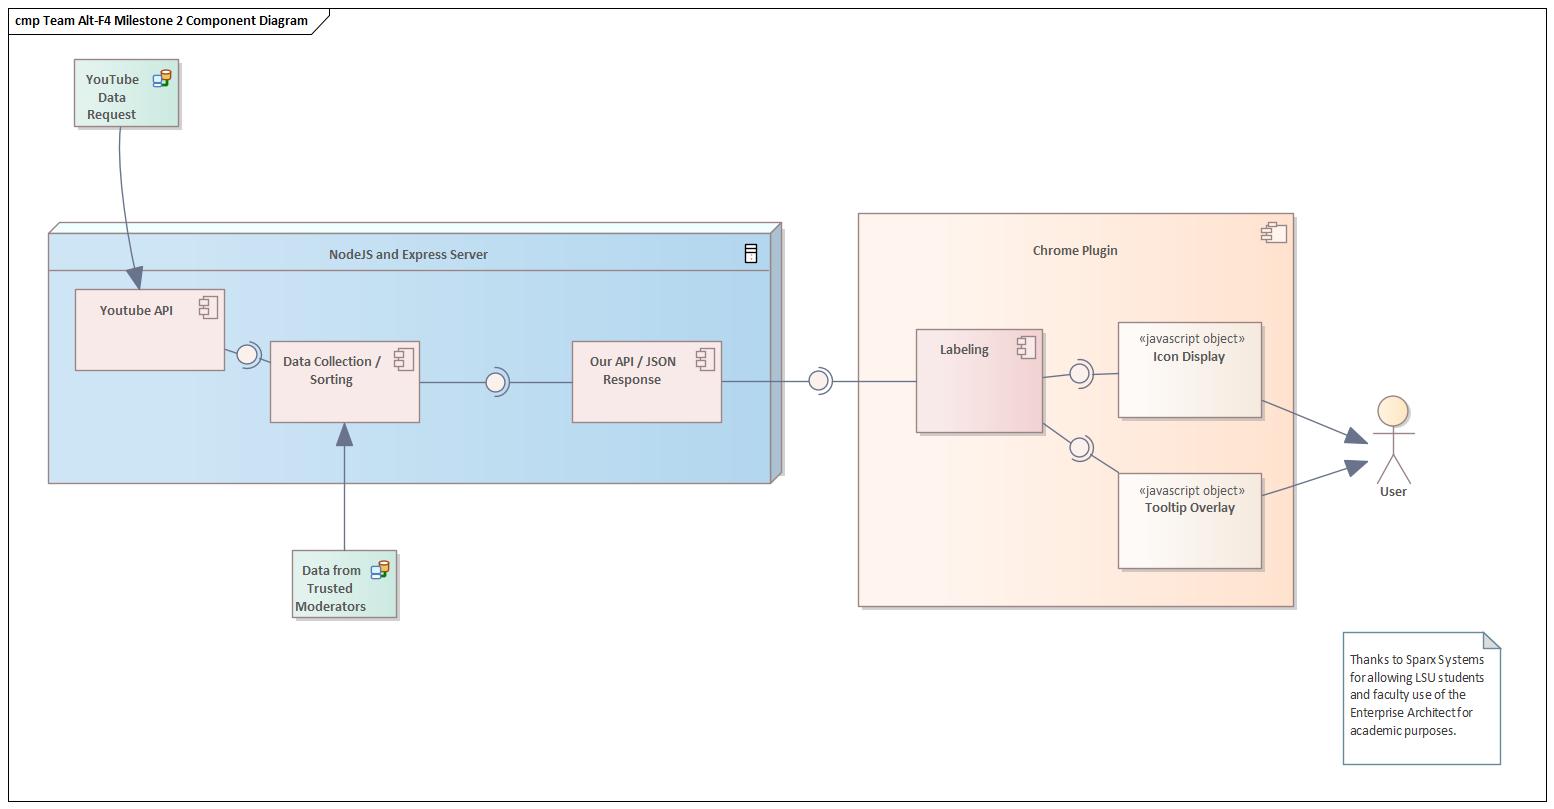 cmp Team Alt-F4 Milestone 2 Component Diagram
YouTube
Data
Request
NodeJS and Express Server
Youtube API
Data Collection /
Sorting
Our API / JSON
Response
Data from
Trusted
Moderators
Chrome Plugin
Labeling
«javascript object»
Icon Display
«javascript object»
Tooltip Overlay
User
Thanks to Sparx Systems
for allowing LSU students
and faculty use of the
Enterprise Architect for
academic purposes.